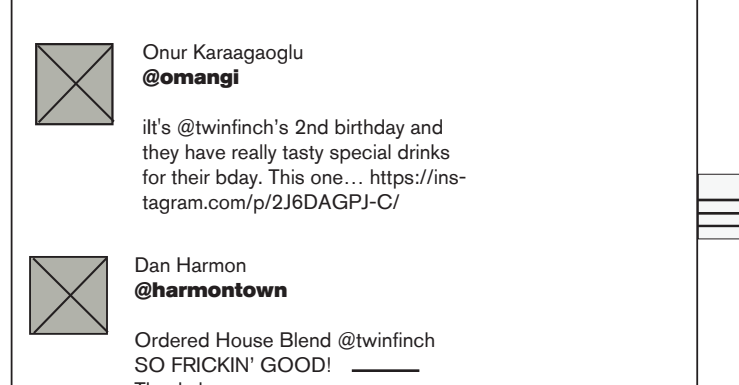 Onur Karaagaoglu
@omangi
iIt's @twinfinch's 2nd birthday and
they have really tasty special drinks
for their bday. This one… https://ins-
tagram.com/p/2J6DAGPJ-C/
Dan Harmon
@harmontown
Ordered House Blend @twinfinch
SO FRICKIN' GOOD!